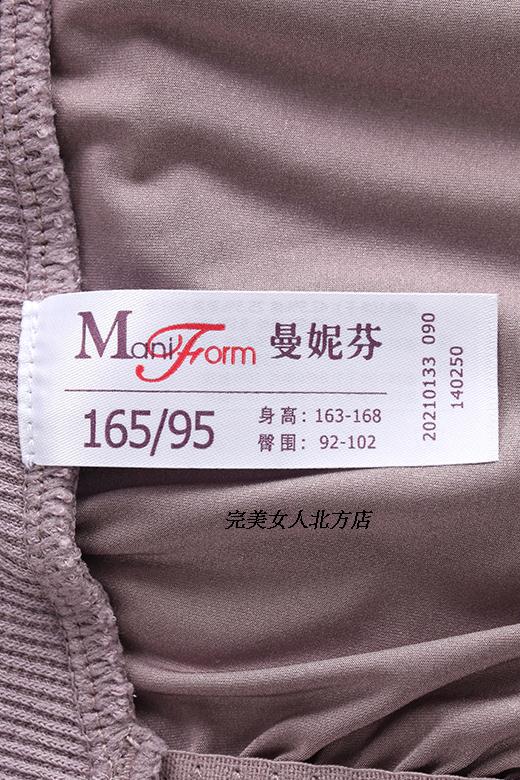 ManiForm 曼妮芬
165/95
身高: 163-168
臀围: 92-102
20210133 090
140250
完美女人北方店